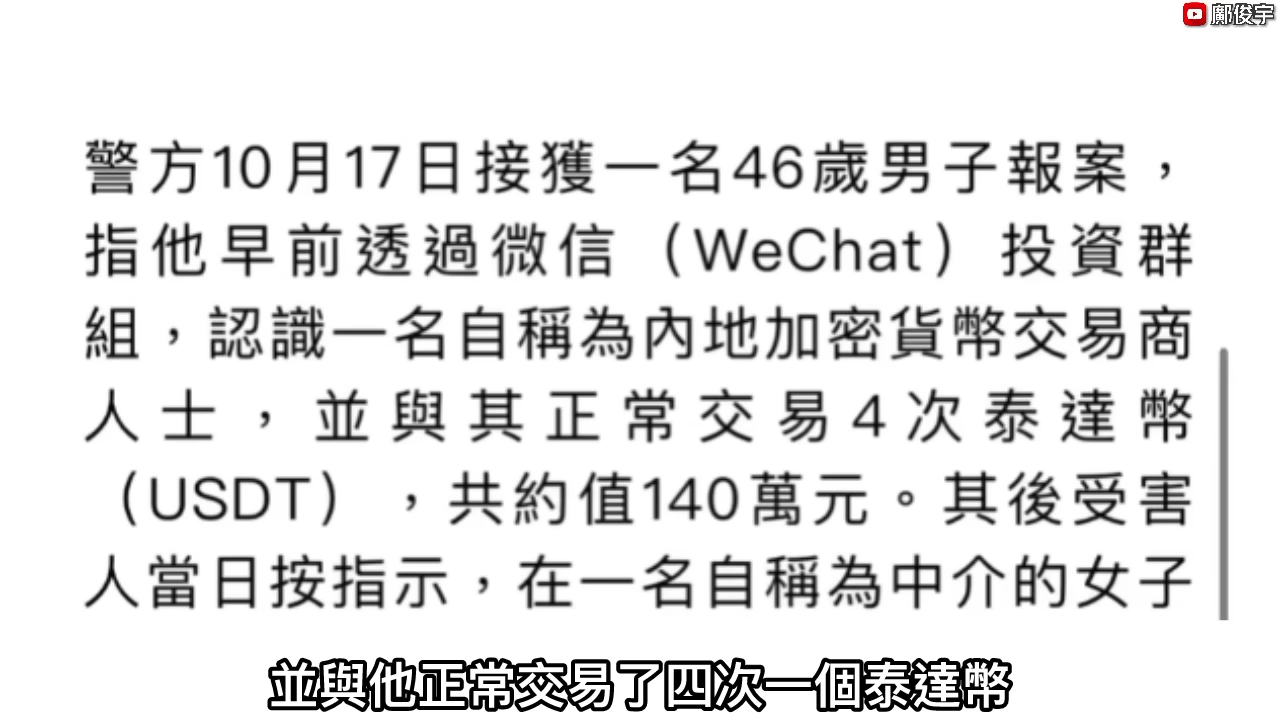 鄺俊宇
警方10月17日接獲一名46歲男子報案，
指他早前透過微信（WeChat）投資群
組，認識一名自稱為內地加密貨幣交易商
人士，並與其正常交易4次泰達幣
（USDT），共約值140萬元。其後受害
人當日按指示，在一名自稱為中介的女子
並與他正常交易了四次一個泰達幣